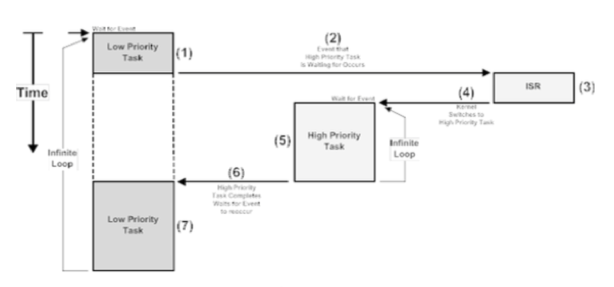 Wait for Event
Low Priority
Task
(1)
(2)
Event that
High Priority Task
is Waiting for Occurs
ISR
(3)
(4)
Kernel
Switches to
High Priority Task
Time
Wait for Event
(5)
High Priority
Task
Infinite
Loop
Infinite
Loop
(6)
High Priority
Task Completes
Waits for Event
to reoccur
Low Priority
Task
(7)